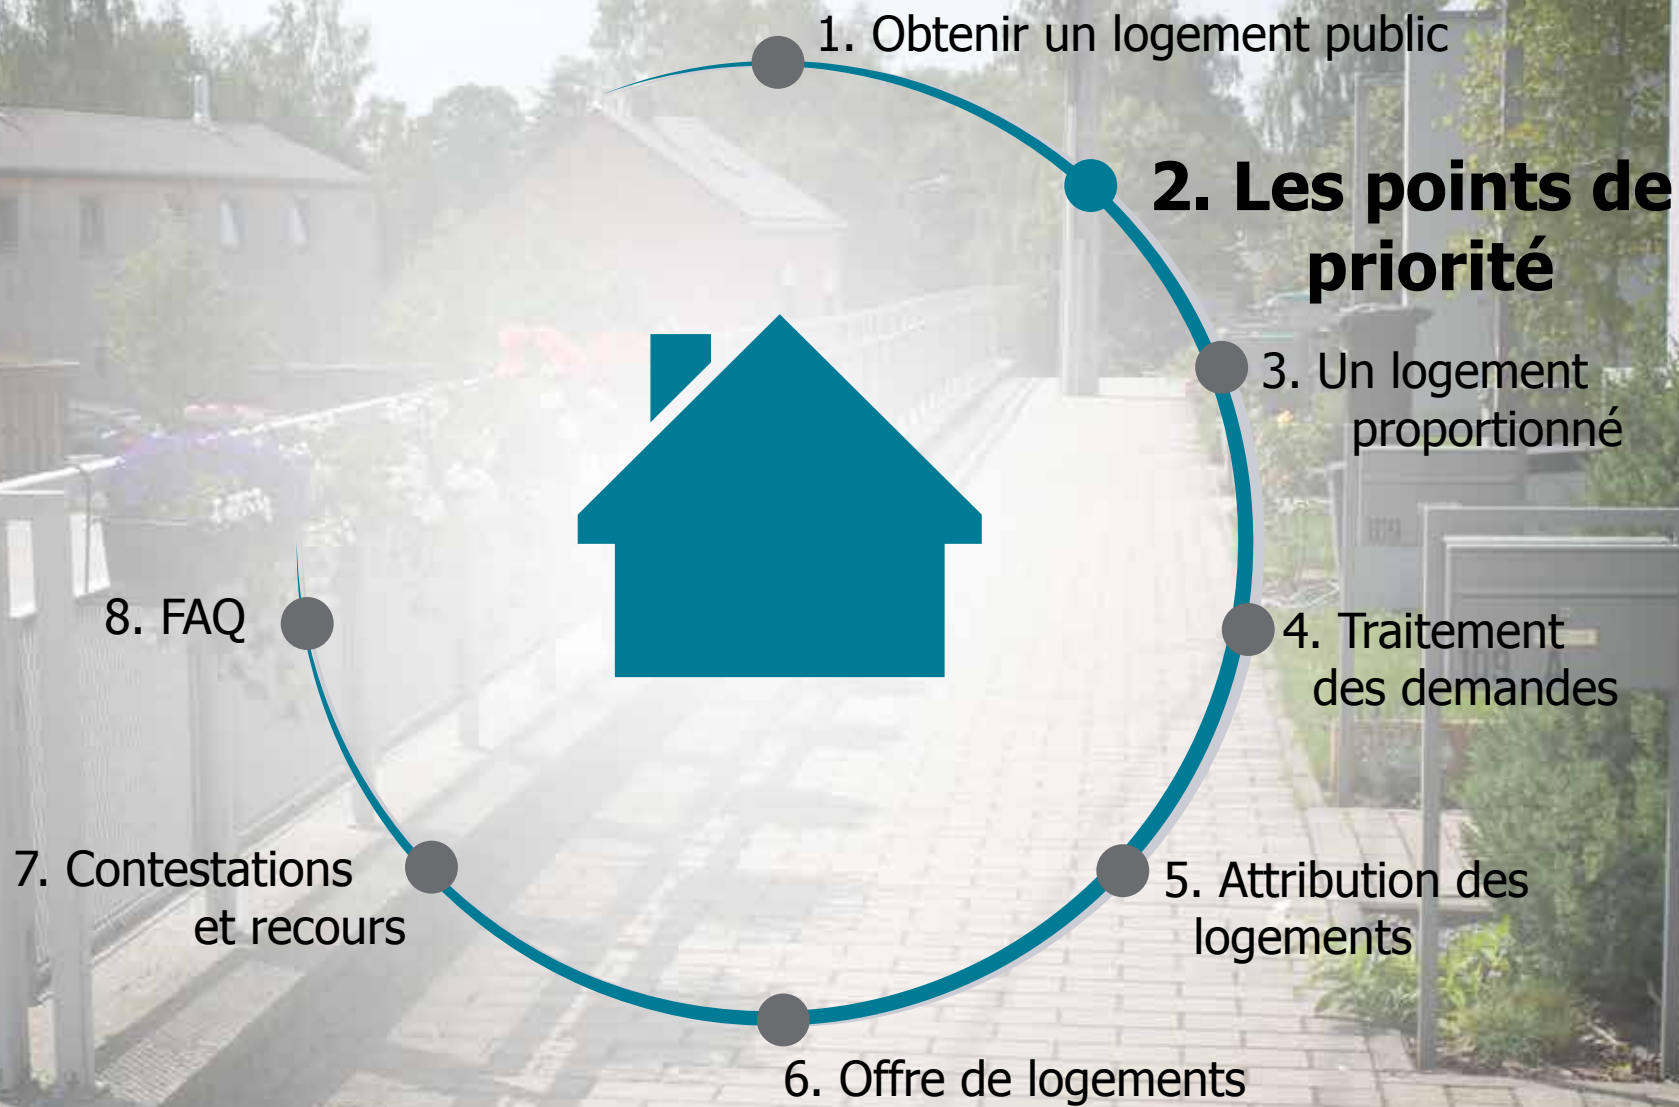 1. Obtenir un logement public
2. Les points de
priorité
3. Un logement
proportionné
4. Traitement
des demandes
5. Attribution des
logements
6. Offre de logements
7. Contestations
et recours
8. FAQ
109 A